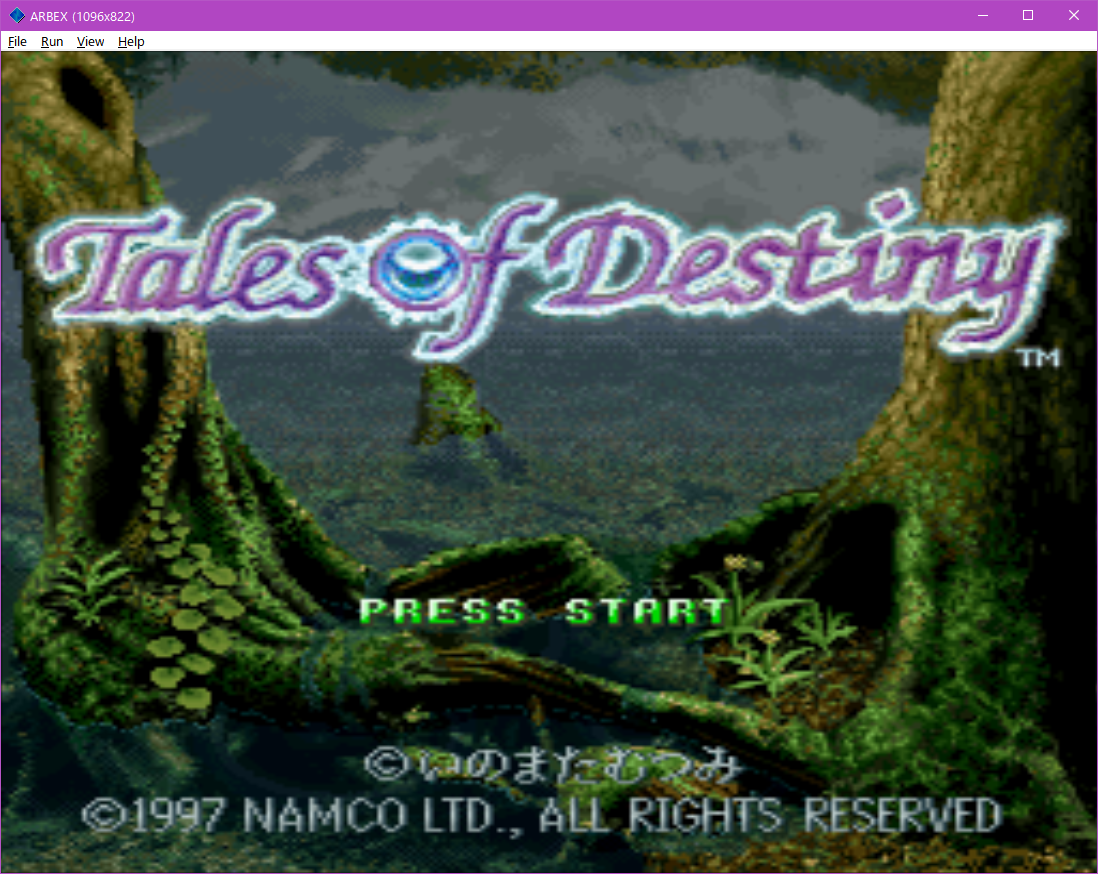 ARBEX (1096x822)
File Run View Help
Tales of Destiny
TM
PRESS START
©いのまたむつみ
©1997 NAMCO LTD., ALL RIGHTS RESERVED